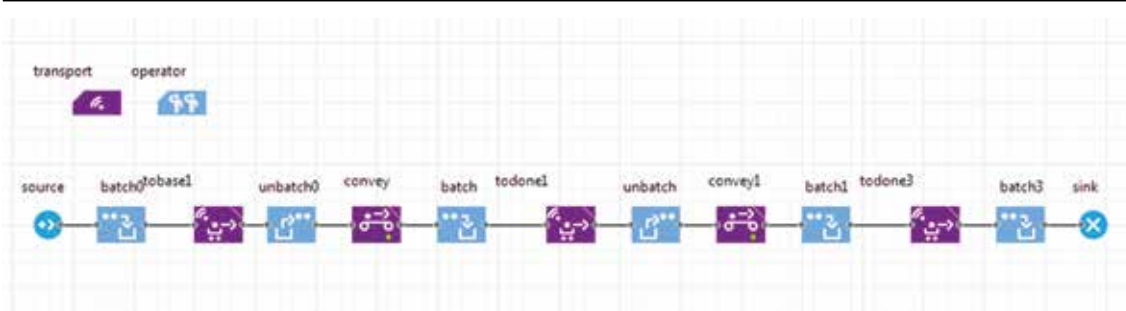 transport operator
source batch0 tobase1 unbatch0 convey batch todone1 unbatch convey1 batch1 todone3 batch3 sink